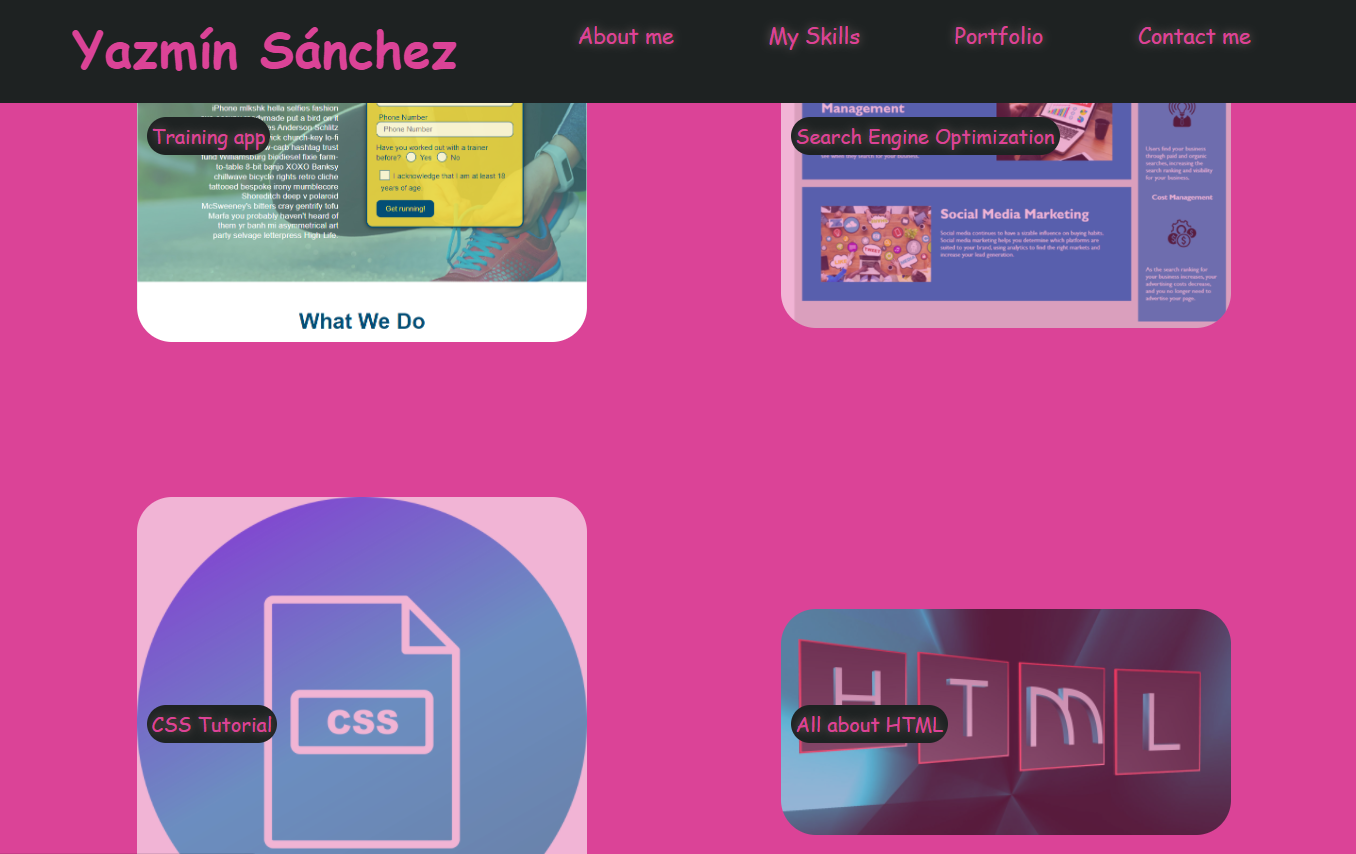 Yazmín Sánchez
About me
My Skills
Portfolio
Contact me
iPhone mlkshk hella selfies fashion
made put a bird on it
Anderson Schlitz
church-key lo-fi
hashtag trust
fund Williamsburg biodiesel fixie farm-
to-table 8-bit banjo XOXO Banksy
chillwave bicycle rights retro cliche
tattooed bespoke irony mumblecore
Shoreditch deep v polaroid
McSweeney's bitters cray gentrify tofu
Marfa you probably haven't heard of
them yr banh mi asymmetrical art
party selvage letterpress High Life.
Training app
Phone Number
Phone Number
Have you worked out with a trainer
before? Yes No
I acknowledge that I am at least 18
years of age.
Get running!
What We Do
Management
Search Engine Optimization
Social Media Marketing
Social media continues to have a sizable influence on buying habits.
Social media marketing helps you determine which platforms are
suited to your brand, using analytics to find the right markets and
increase your lead generation.
Users find your business
through paid and organic
searches, increasing the
search ranking and visibility
for your business.
Cost Management
As the search ranking for
your business increases, your
advertising costs decrease,
and you no longer need to
advertise your page.
CSS
CSS Tutorial
HTML
All about HTML